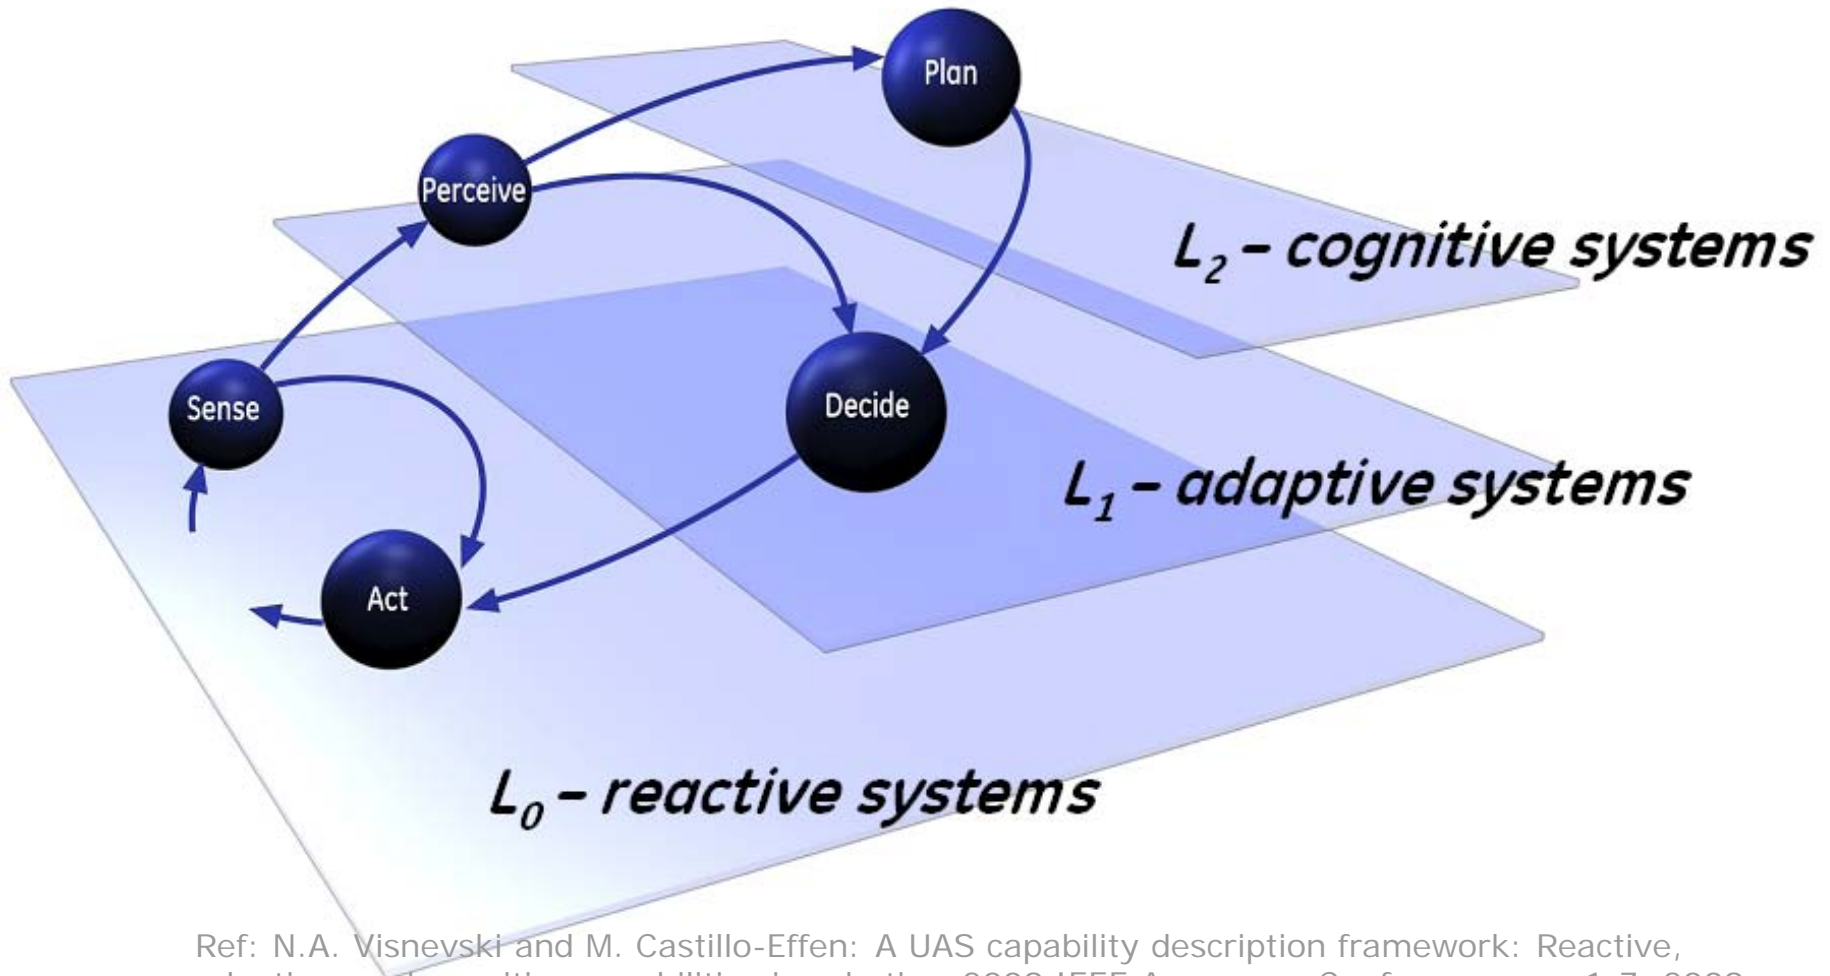 Plan
Perceive
L2 – cognitive systems
Sense
Decide
L1 – adaptive systems
Act
L0 – reactive systems
Ref: N.A. Visnevski and M. Castillo-Effen: A UAS capability description framework: Reactive,